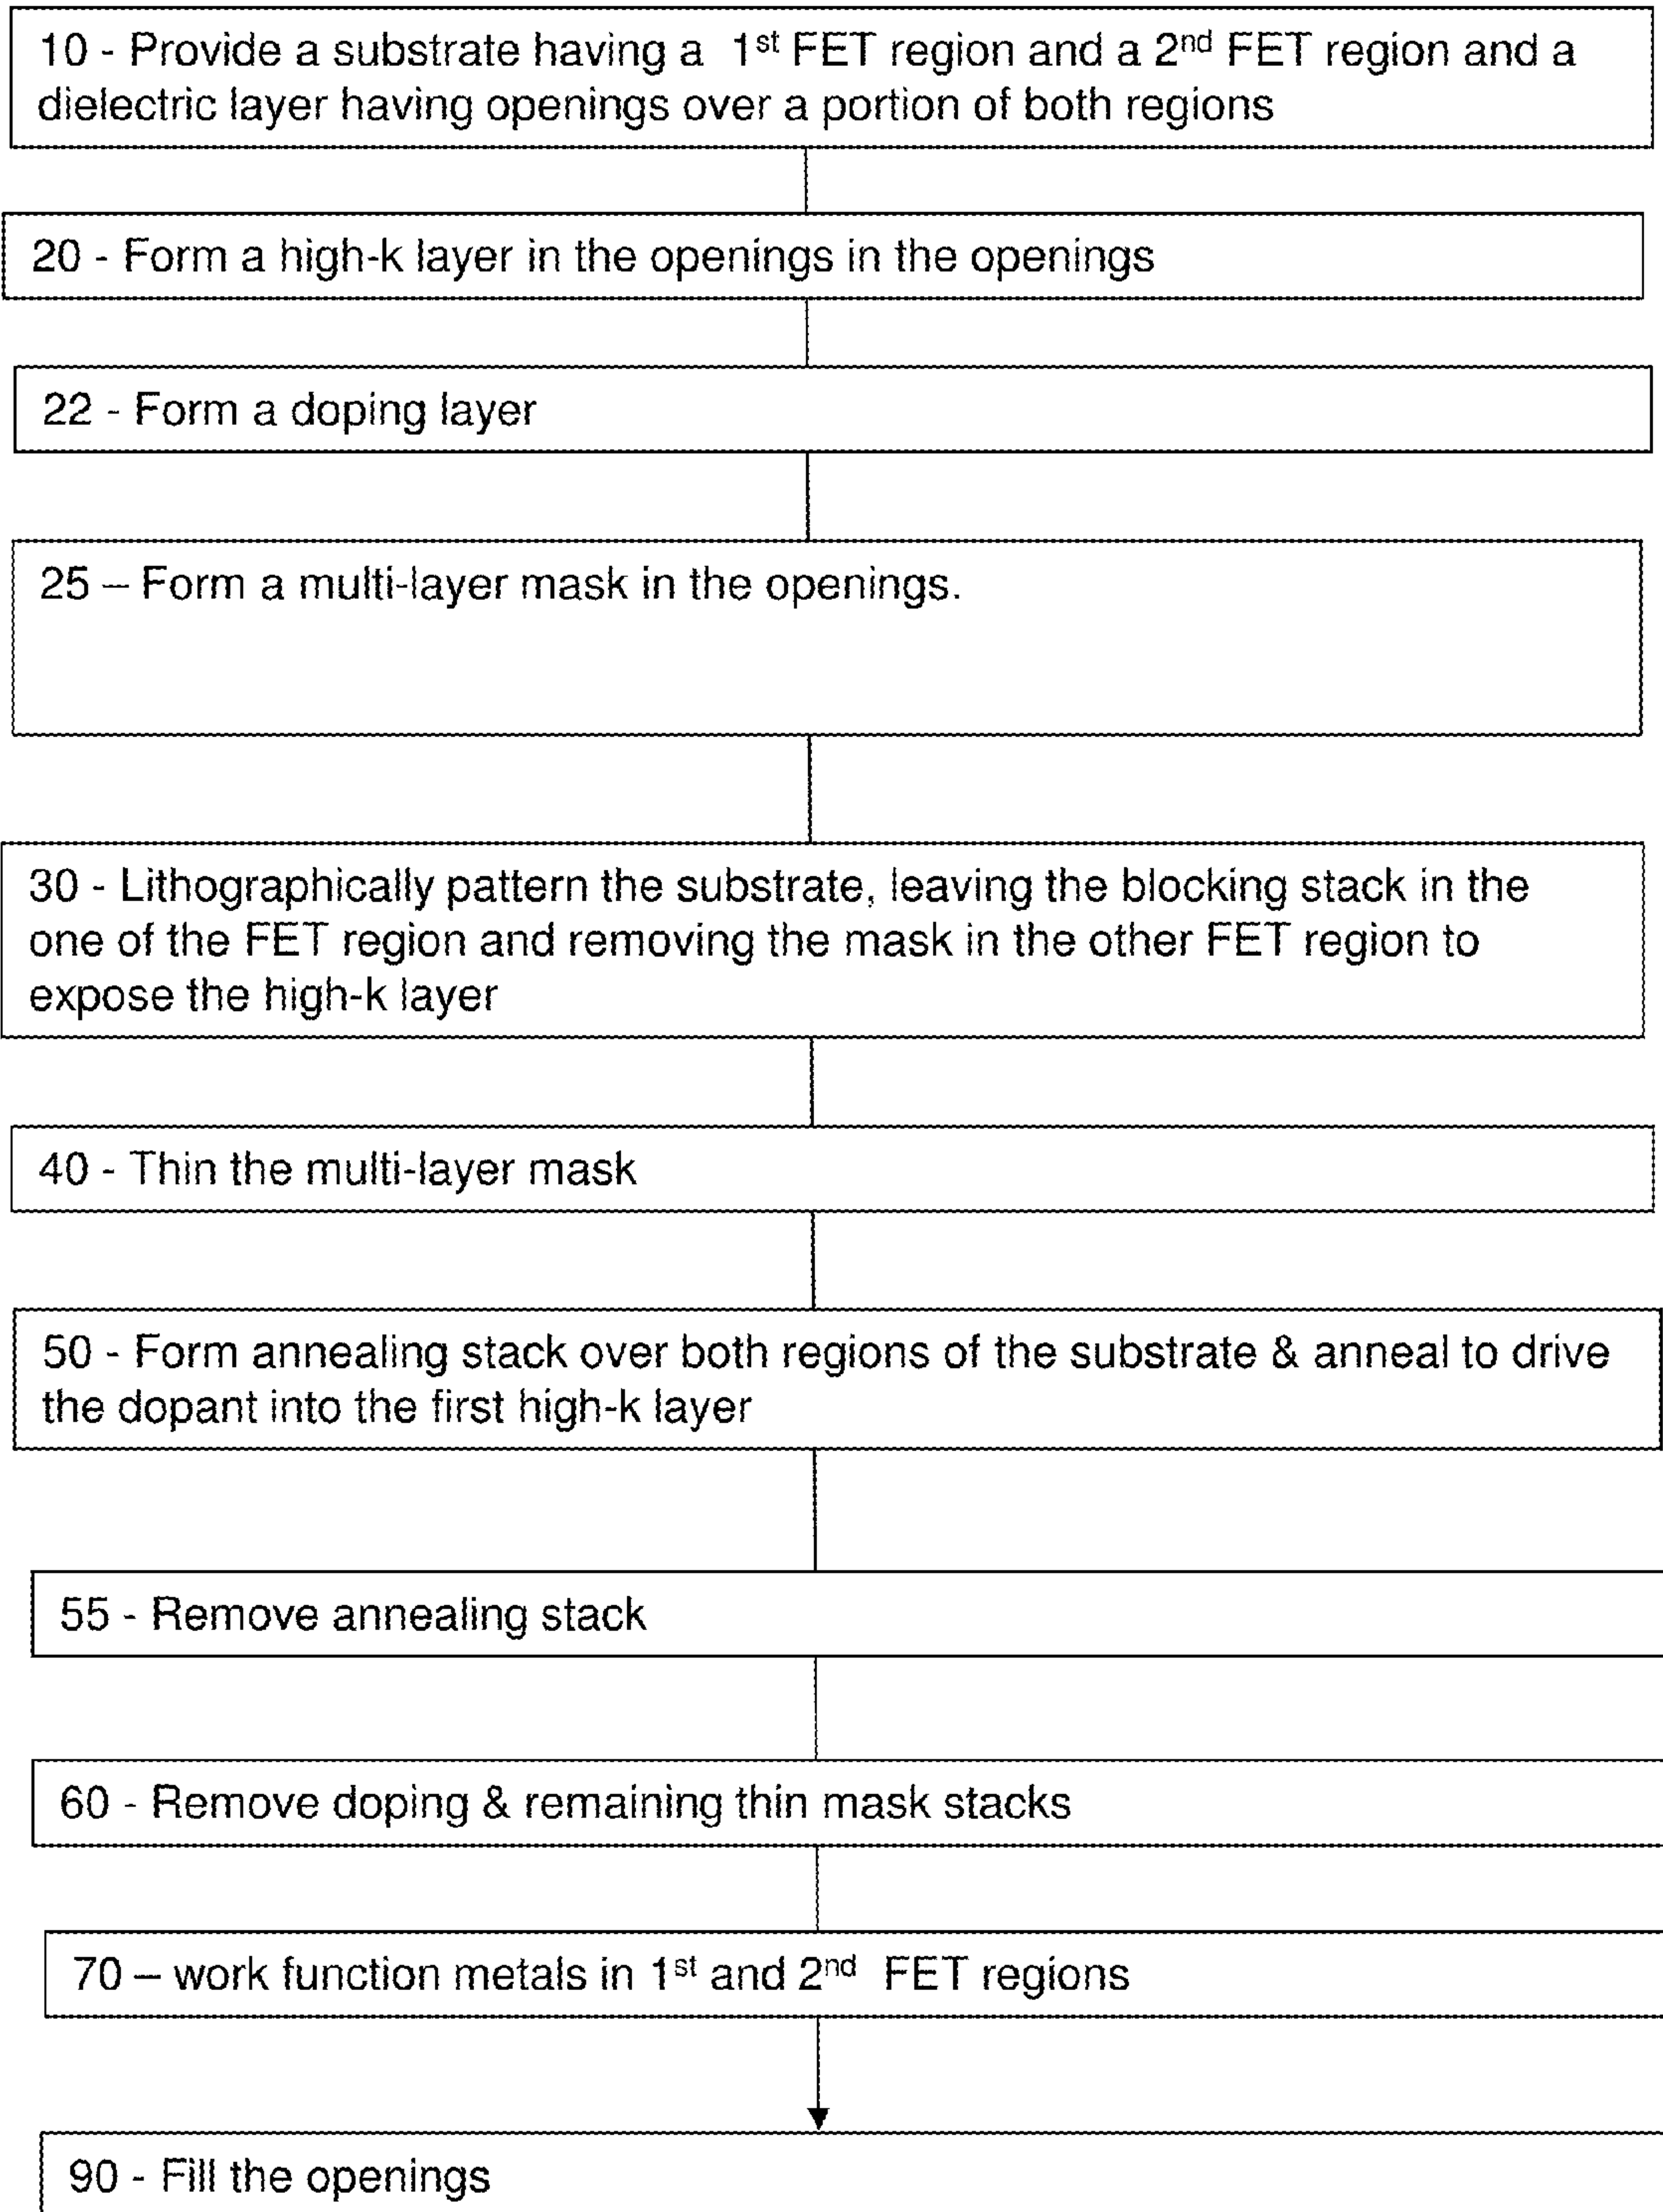 10 - Provide a substrate having a 1st FET region and a 2nd FET region and a
dielectric layer having openings over a portion of both regions
20 - Form a high-k layer in the openings in the openings
22 - Form a doping layer
25 – Form a multi-layer mask in the openings.
30 - Lithographically pattern the substrate, leaving the blocking stack in the
one of the FET region and removing the mask in the other FET region to
expose the high-k layer
40 - Thin the multi-layer mask
50 - Form annealing stack over both regions of the substrate & anneal to drive
the dopant into the first high-k layer
55 - Remove annealing stack
60 - Remove doping & remaining thin mask stacks
70 – work function metals in 1st and 2nd FET regions
90 - Fill the openings